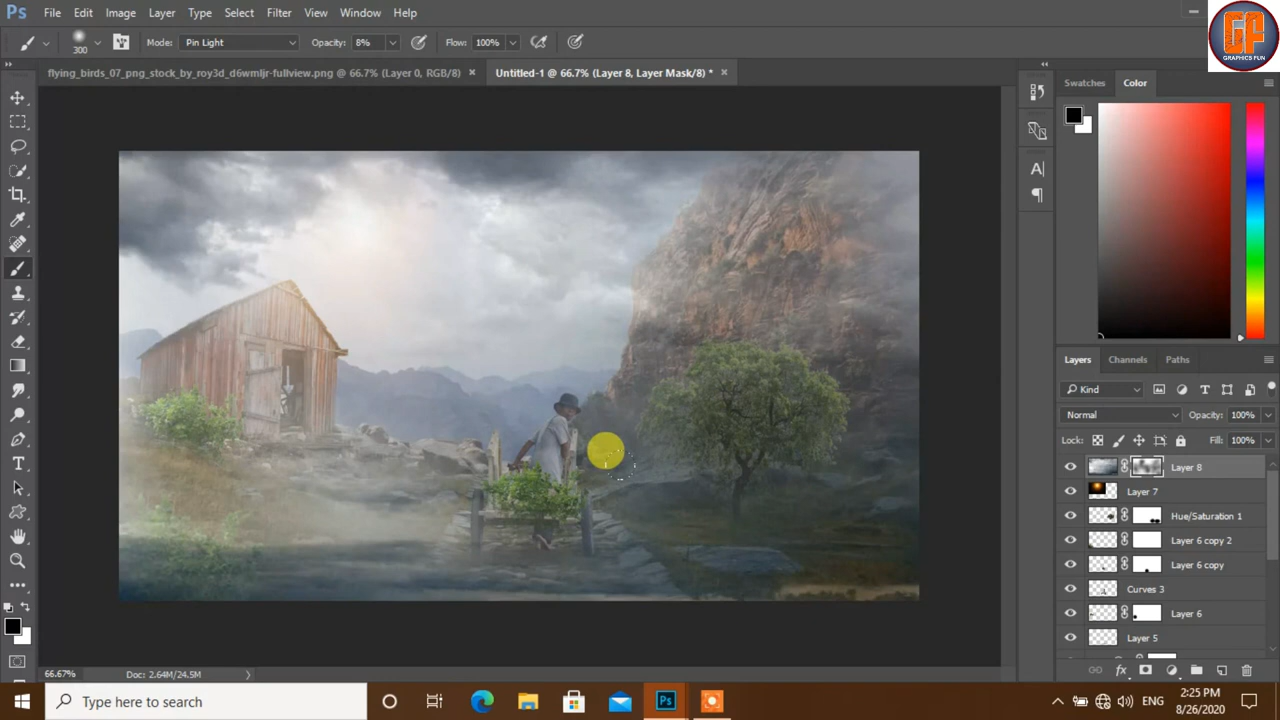 Ps File Edit Image Layer Type Select Filter View Window Help
GF
GRAPHICS FUN
300 Mode: Pin Light Opacity: 8% Flow: 100%
flying_birds_07_png_stock_by_roy3d_d6wmljr-fullview.png @ 66.7% (Layer 0, RGB/8) × Untitled-1 @ 66.7% (Layer 8, Layer Mask/8) * ×
Swatches Color
Layers Channels Paths
Kind
Normal Opacity: 100%
Lock: Fill: 100%
Layer 8
Layer 7
Hue/Saturation 1
Layer 6 copy 2
Layer 6 copy
Curves 3
Layer 6
Layer 5
66.67% Doc: 2.64M/24.5M
Type here to search
Ps
ENG
2:25 PM
8/26/2020